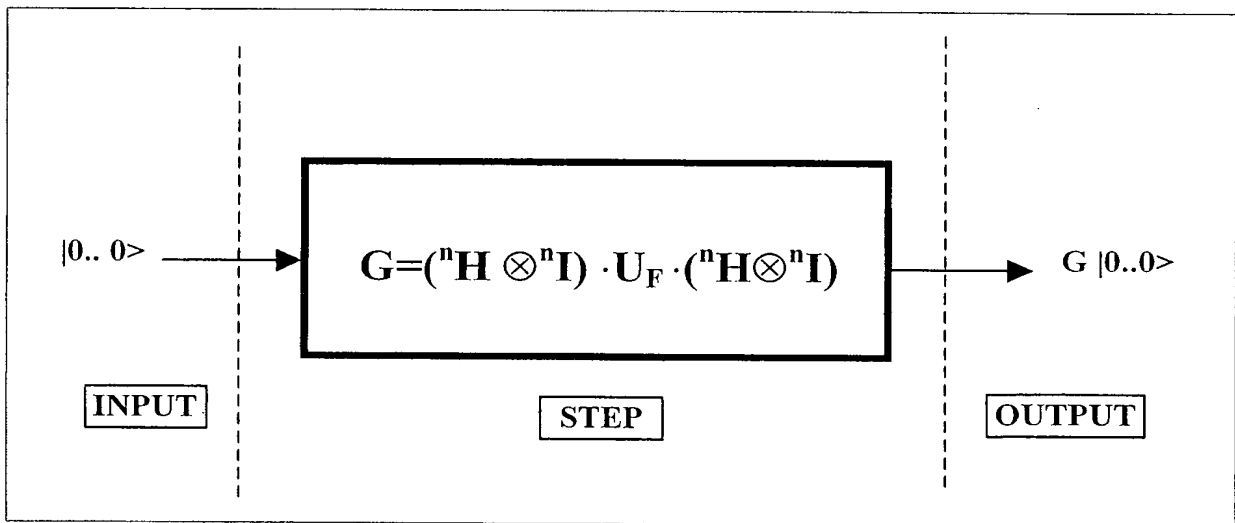 |0.. 0>
G=(ⁿH ⊗ⁿI) ·U_F·(ⁿH⊗ⁿI)
G |0..0>
INPUT
STEP
OUTPUT